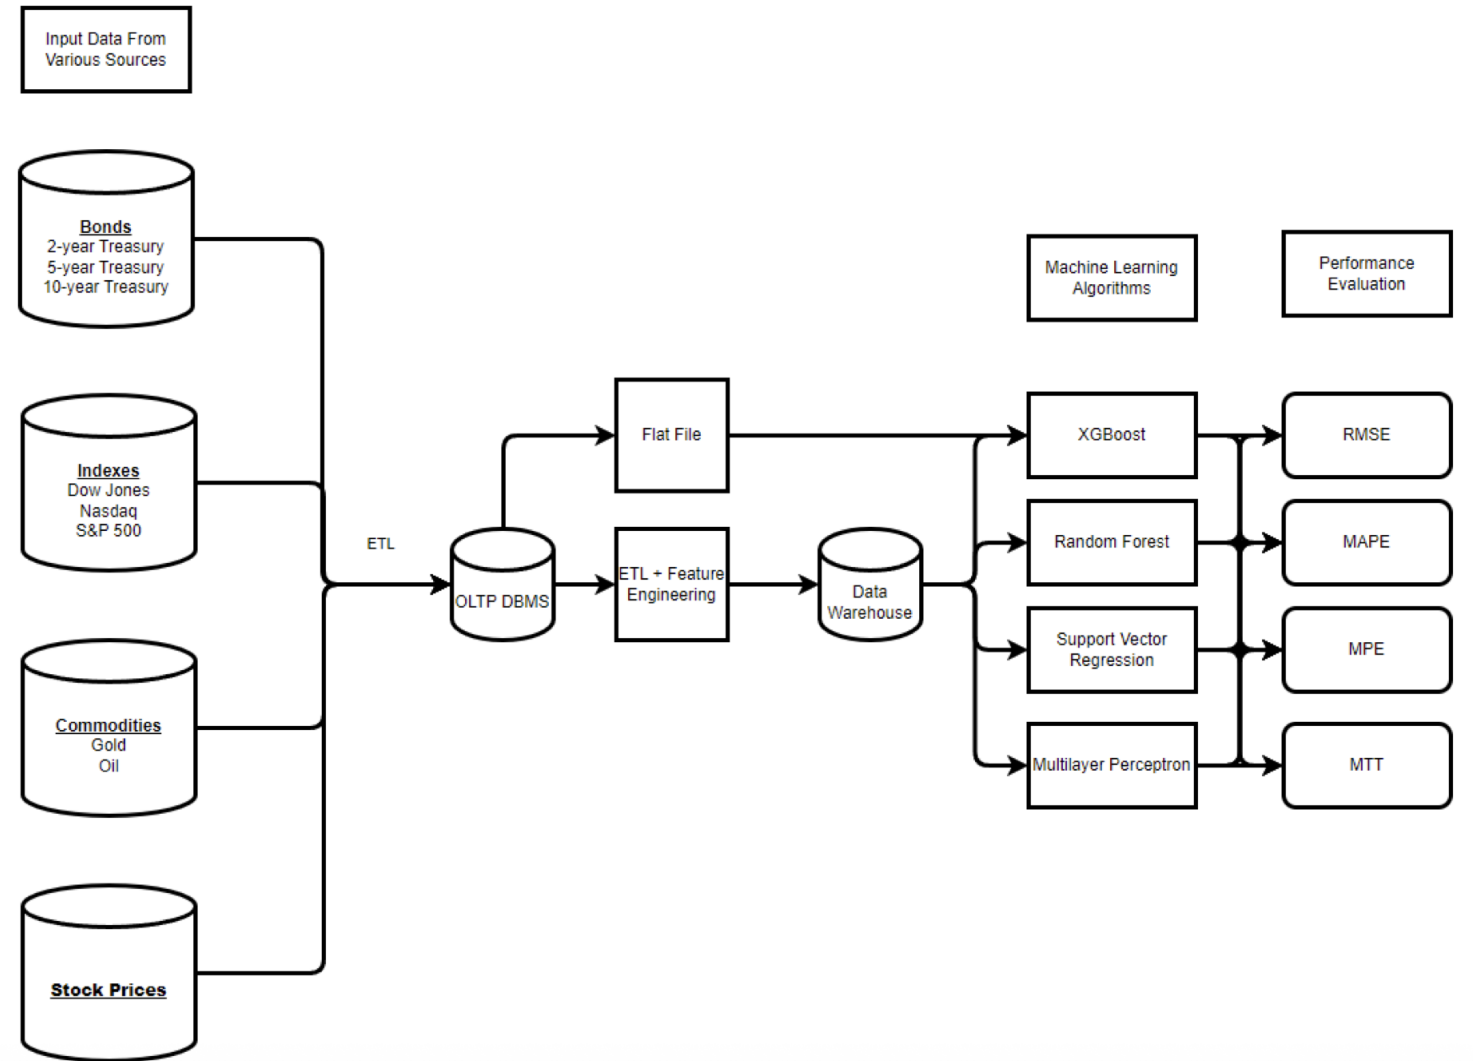 Input Data From
Various Sources
Bonds
2-year Treasury
5-year Treasury
10-year Treasury
Indexes
Dow Jones
Nasdaq
S&P 500
Commodities
Gold
Oil
Stock Prices
ETL
OLTP DBMS
Flat File
ETL + Feature
Engineering
Data
Warehouse
Machine Learning
Algorithms
XGBoost
Random Forest
Support Vector
Regression
Multilayer Perceptron
Performance
Evaluation
RMSE
MAPE
MPE
MTT